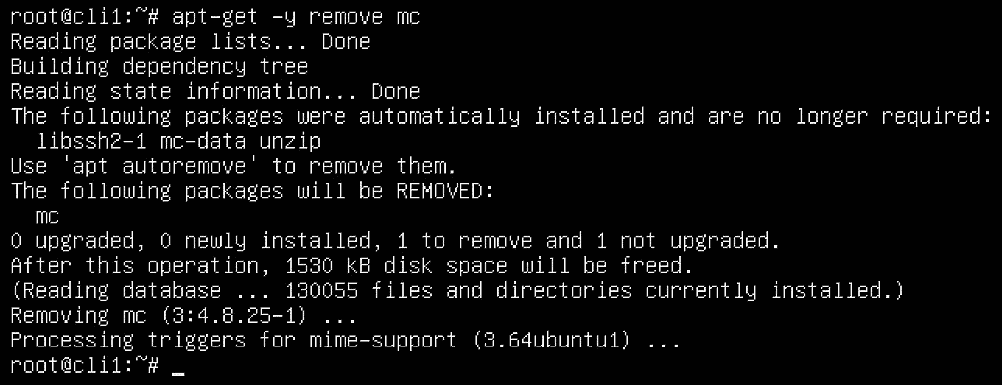 root@cli1:~# apt-get -y remove mc
Reading package lists... Done
Building dependency tree
Reading state information... Done
The following packages were automatically installed and are no longer required:
  libssh2-1 mc-data unzip
Use 'apt autoremove' to remove them.
The following packages will be REMOVED:
  mc
0 upgraded, 0 newly installed, 1 to remove and 1 not upgraded.
After this operation, 1530 kB disk space will be freed.
(Reading database ... 130055 files and directories currently installed.)
Removing mc (3:4.8.25-1) ...
Processing triggers for mime-support (3.64ubuntu1) ...
root@cli1:~# _